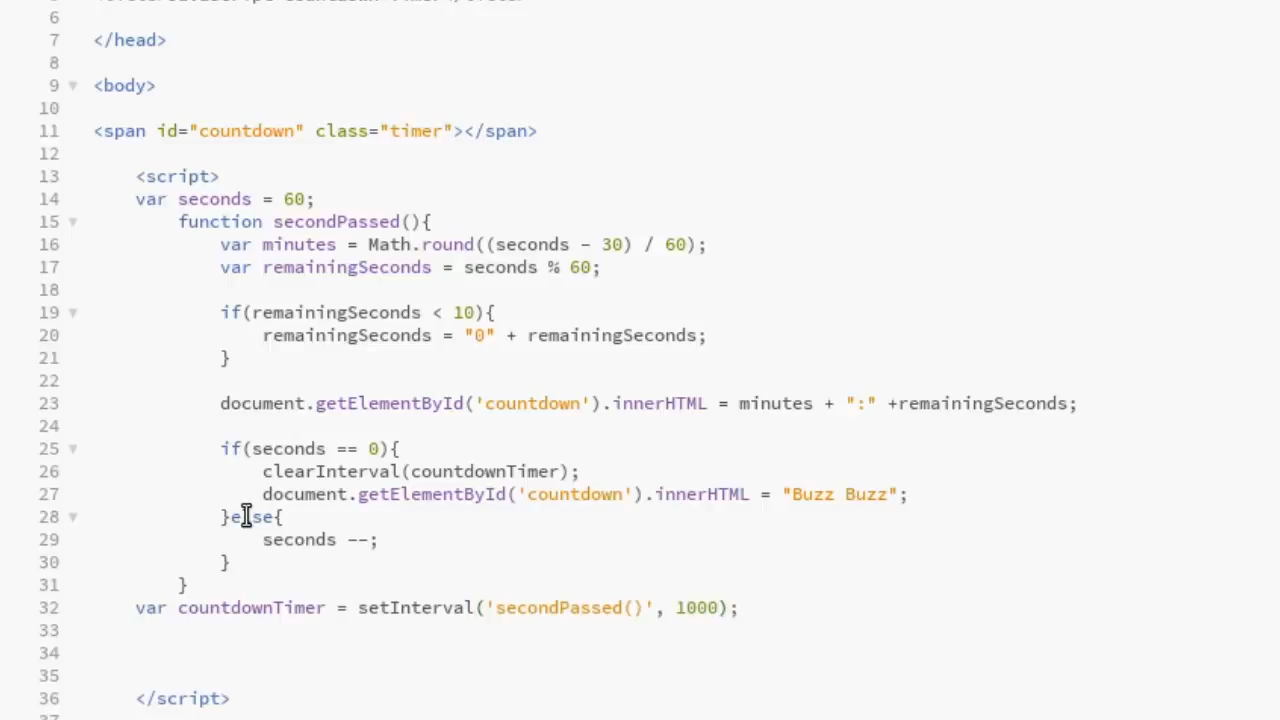 6
7 </head>
8
9 <body>
10
11 <span id="countdown" class="timer"></span>
12
13 <script>
14 var seconds = 60;
15 function secondPassed(){
16 var minutes = Math.round((seconds - 30) / 60);
17 var remainingSeconds = seconds % 60;
18
19 if(remainingSeconds < 10){
20 remainingSeconds = "0" + remainingSeconds;
21 }
22
23 document.getElementById('countdown').innerHTML = minutes + ":" +remainingSeconds;
24
25 if(seconds == 0){
26 clearInterval(countdownTimer);
27 document.getElementById('countdown').innerHTML = "Buzz Buzz";
28 }else{
29 seconds --;
30 }
31 }
32 var countdownTimer = setInterval('secondPassed()', 1000);
33
34
35
36 </script>